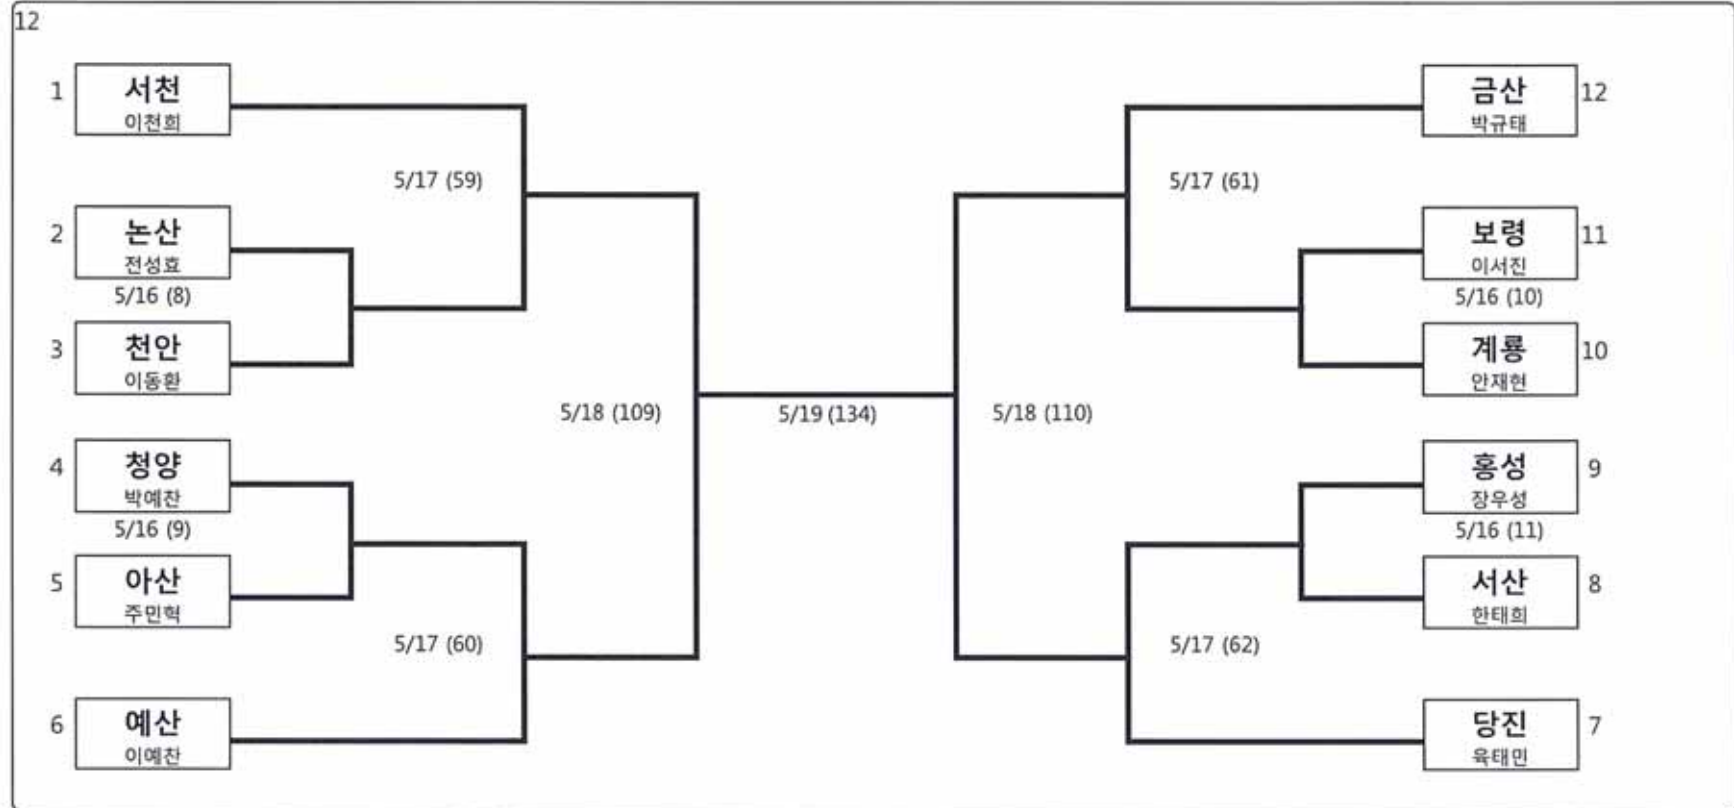 12
1
서천
이천희
5/17 (59)
2
논산
전성효
5/16 (8)
3
천안
이동환
5/18 (109)
4
청양
박예찬
5/16 (9)
5
아산
주민혁
5/17 (60)
6
예산
이예찬
5/19 (134)
금산
박규태
12
5/17 (61)
보령
이서진
11
5/16 (10)
계룡
안재현
10
5/18 (110)
홍성
장우성
9
5/16 (11)
서산
한태희
8
5/17 (62)
당진
육태민
7